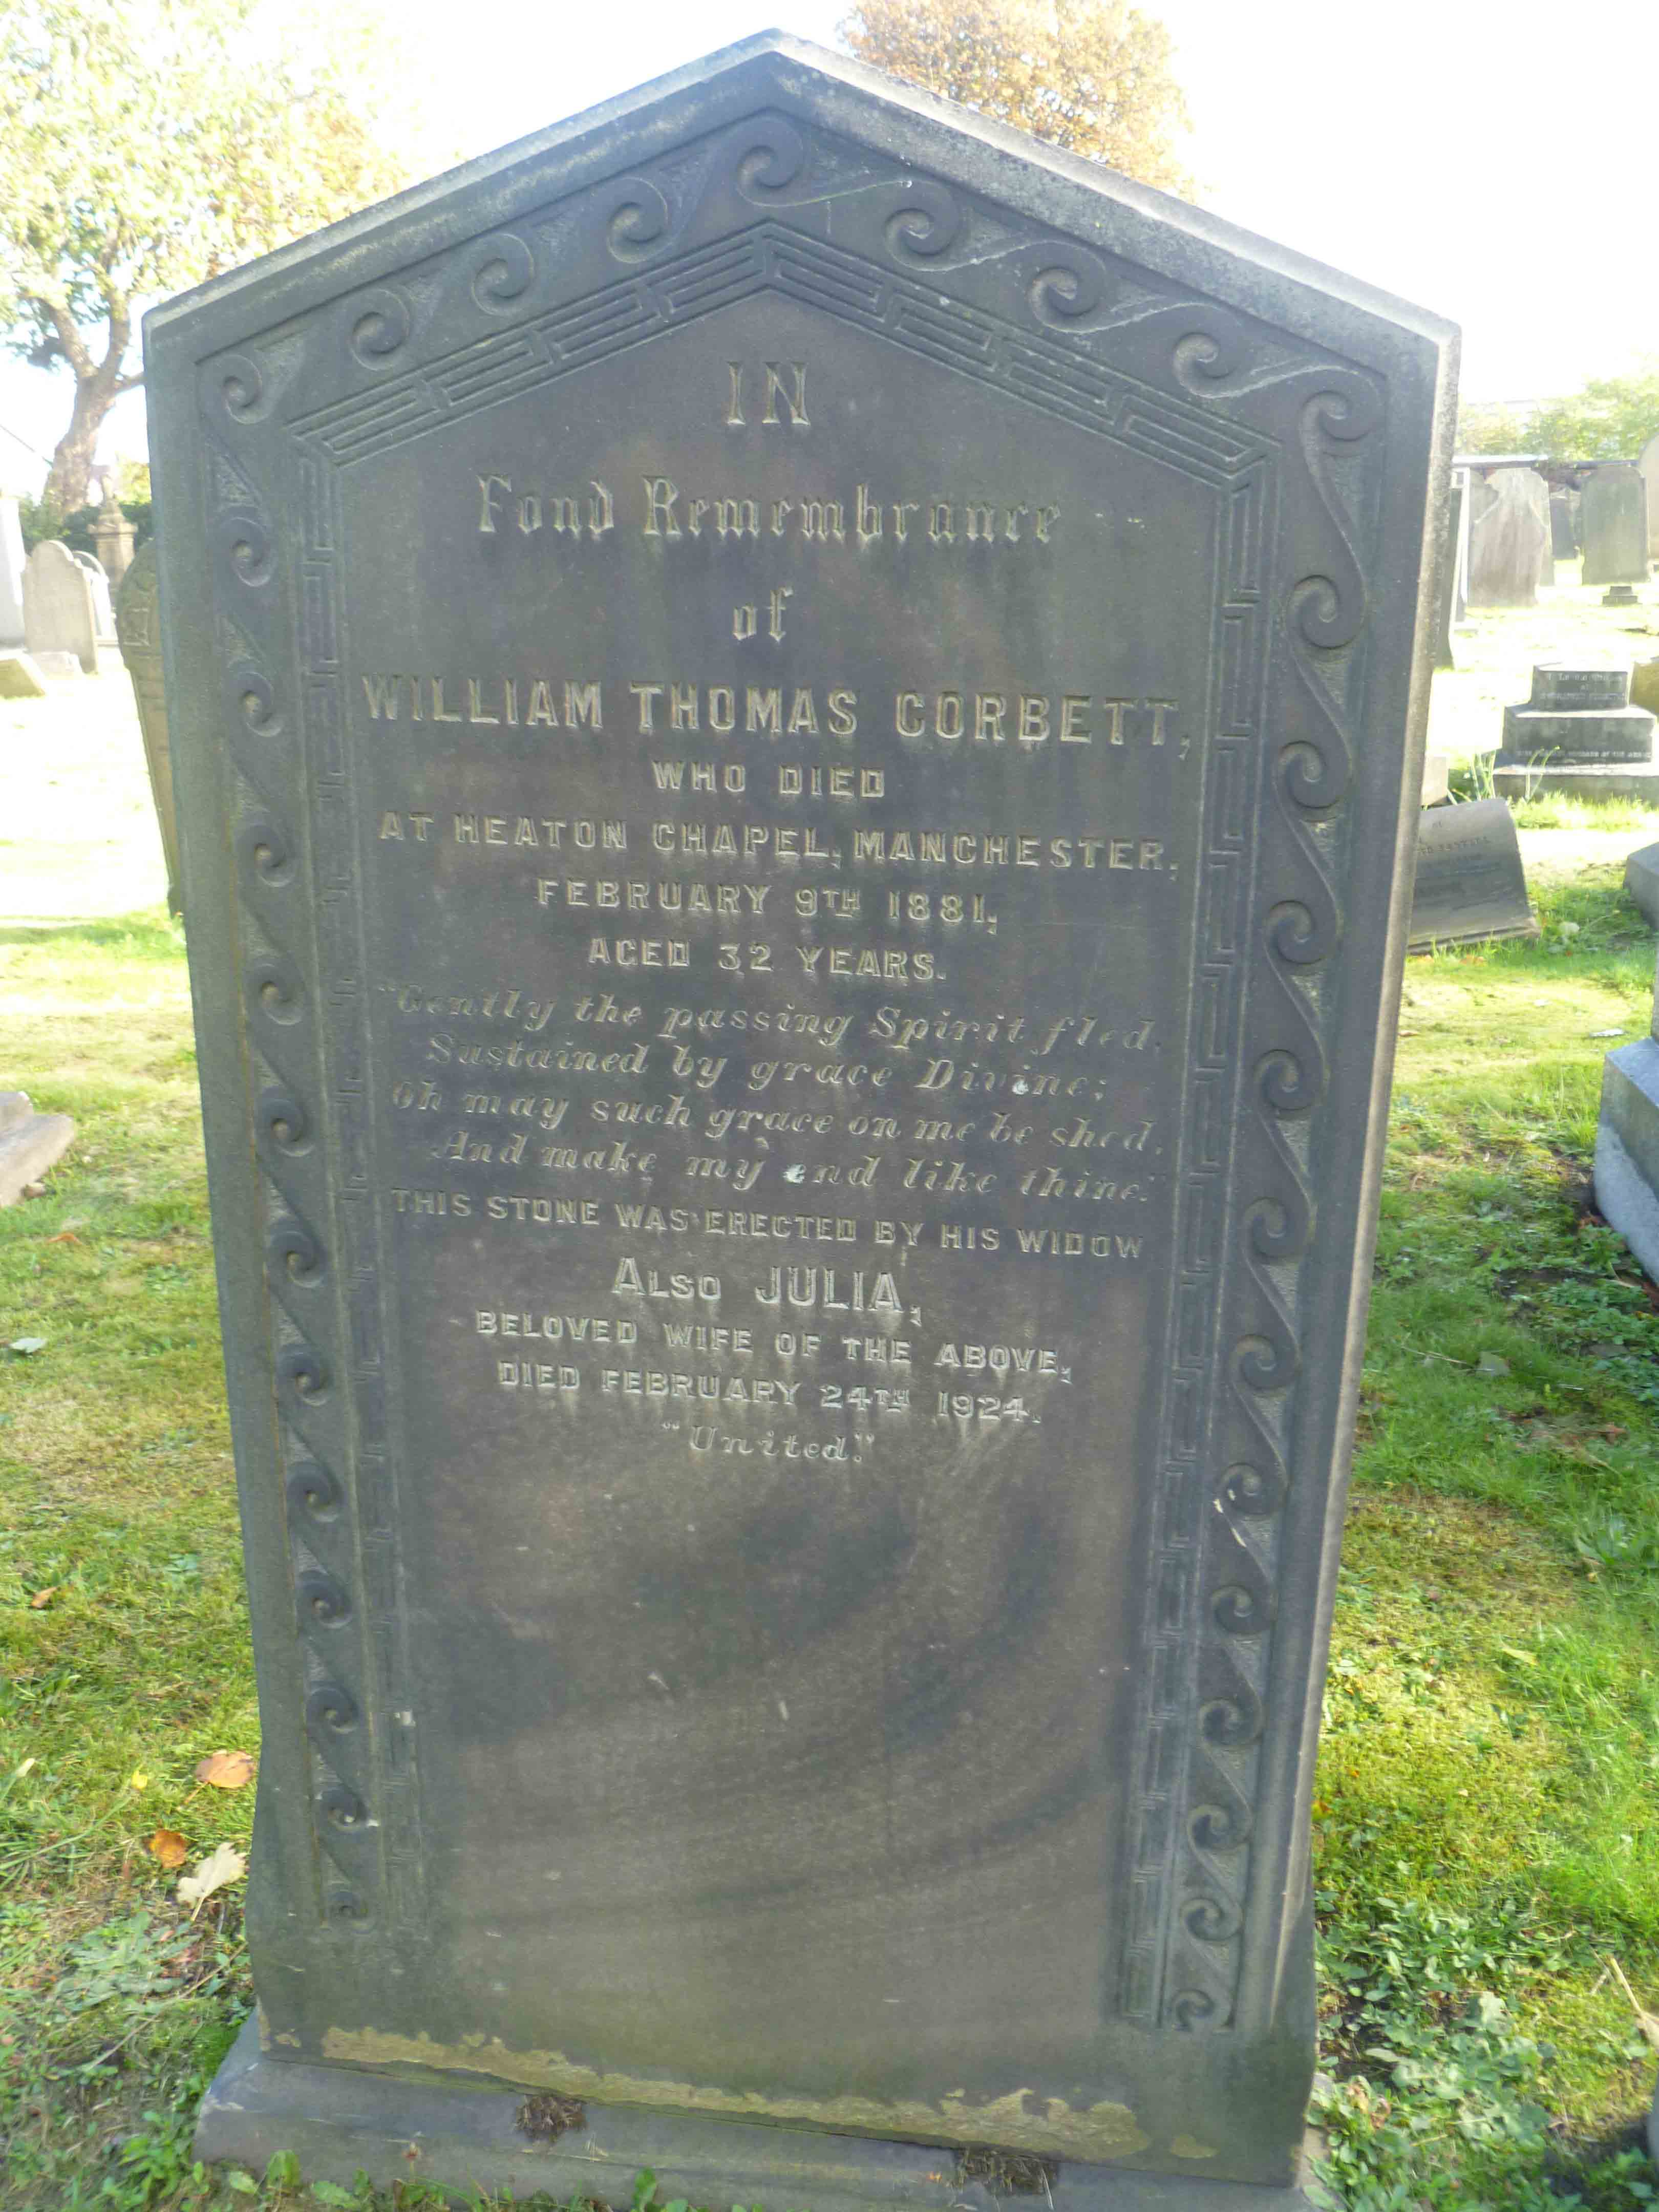 IN
Fond Remembrance
of
WILLIAM THOMAS CORBETT,
WHO DIED
AT HEATON CHAPEL, MANCHESTER,
FEBRUARY 9TH 1881,
AGED 32 YEARS.
"Gently the passing Spirit fled,
Sustained by grace Divine;
Oh may such grace on me be shed,
And make my end like thine."
THIS STONE WAS ERECTED BY HIS WIDOW
ALSO JULIA,
BELOVED WIFE OF THE ABOVE,
DIED FEBRUARY 24TH 1924.
"United."